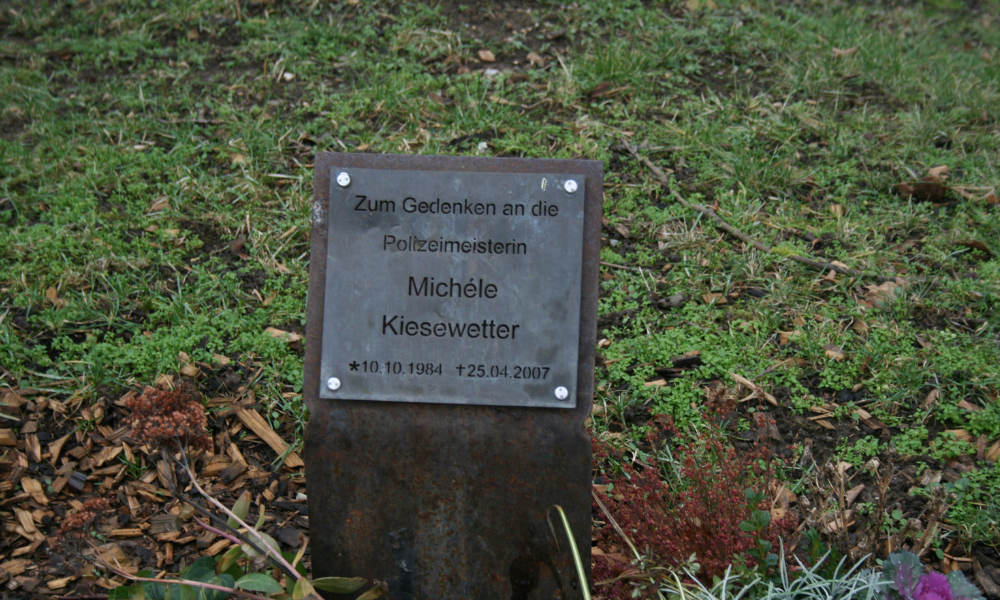 Zum Gedenken an die
Polizeimeisterin
Michéle
Kiesewetter
*10.10.1984 †25.04.2007